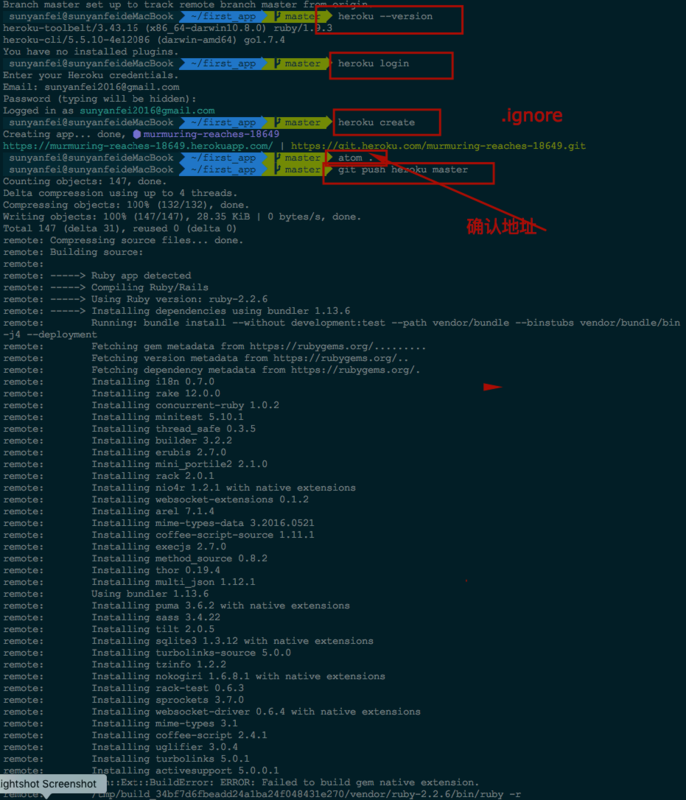 Branch master set up to track remote branch master from origin.
sunyanfei@sunyanfeideMacBook ~/first_app master heroku --version
heroku-toolbelt/3.43.15 (x86_64-darwin10.8.0) ruby/1.9.3
heroku-cli/5.5.10-4e12086 (darwin-amd64) go1.7.4
You have no installed plugins.
sunyanfei@sunyanfeideMacBook ~/first_app master heroku login
Enter your Heroku credentials.
Email: sunyanfei2016@gmail.com
Password (typing will be hidden):
Logged in as sunyanfei2016@gmail.com
sunyanfei@sunyanfeideMacBook ~/first_app master heroku create
.ignore
Creating app... done, murmuring-reaches-18649
https://murmuring-reaches-18649.herokuapp.com/ | https://git.heroku.com/murmuring-reaches-18649.git
sunyanfei@sunyanfeideMacBook ~/first_app master atom .
sunyanfei@sunyanfeideMacBook ~/first_app master git push heroku master
Counting objects: 147, done.
Delta compression using up to 4 threads.
Compressing objects: 100% (132/132), done.
Writing objects: 100% (147/147), 28.35 KiB | 0 bytes/s, done.
Total 147 (delta 31), reused 0 (delta 0)
确认地址
remote: Compressing source files... done.
remote: Building source:
remote:
remote: -----> Ruby app detected
remote: -----> Compiling Ruby/Rails
remote: -----> Using Ruby version: ruby-2.2.6
remote: -----> Installing dependencies using bundler 1.13.6
remote: Running: bundle install --without development:test --path vendor/bundle --binstubs vendor/bundle/bin
-j4 --deployment
remote: Fetching gem metadata from https://rubygems.org/.........
remote: Fetching version metadata from https://rubygems.org/..
remote: Fetching dependency metadata from https://rubygems.org/.
remote: Installing i18n 0.7.0
remote: Installing rake 12.0.0
remote: Installing concurrent-ruby 1.0.2
remote: Installing minitest 5.10.1
remote: Installing thread_safe 0.3.5
remote: Installing builder 3.2.2
remote: Installing erubis 2.7.0
remote: Installing mini_portile2 2.1.0
remote: Installing rack 2.0.1
remote: Installing nio4r 1.2.1 with native extensions
remote: Installing websocket-extensions 0.1.2
remote: Installing arel 7.1.4
remote: Installing mime-types-data 3.2016.0521
remote: Installing coffee-script-source 1.11.1
remote: Installing execjs 2.7.0
remote: Installing method_source 0.8.2
remote: Installing thor 0.19.4
remote: Installing multi_json 1.12.1
remote: Using bundler 1.13.6
remote: Installing puma 3.6.2 with native extensions
remote: Installing sass 3.4.22
remote: Installing tilt 2.0.5
remote: Installing sqlite3 1.3.12 with native extensions
remote: Installing turbolinks-source 5.0.0
remote: Installing tzinfo 1.2.2
remote: Installing nokogiri 1.6.8.1 with native extensions
remote: Installing rack-test 0.6.3
remote: Installing sprockets 3.7.0
remote: Installing websocket-driver 0.6.4 with native extensions
remote: Installing mime-types 3.1
remote: Installing coffee-script 2.4.1
remote: Installing uglifier 3.0.4
remote: Installing turbolinks 5.0.1
remote: Installing activesupport 5.0.0.1
ightshot Screenshot
::Ext::BuildError: ERROR: Failed to build gem native extension.
remote: /tmp/build_34bf7d6fbeadd24a1ba24f048431e270/vendor/ruby-2.2.6/bin/ruby -r